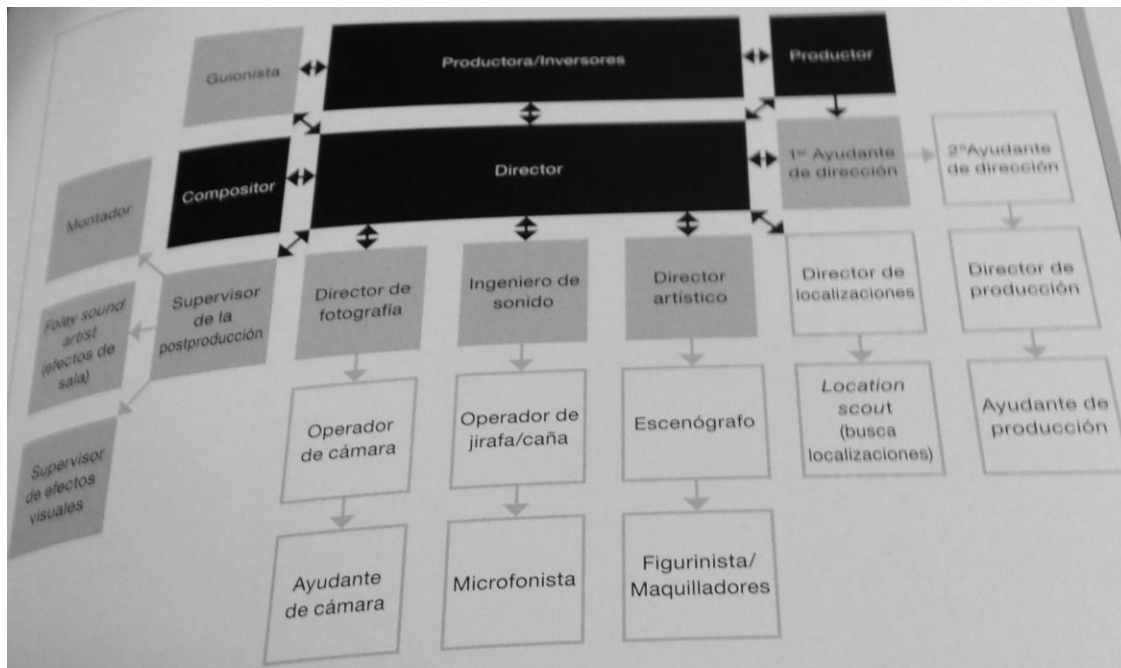 Guionista
Productora/Inversores
Productor
Compositor
Director
1er Ayudante
de dirección
2ºAyudante
de dirección
Montador
Foley sound
artist
(efectos de
sala)
Supervisor
de efectos
visuales
Supervisor
de la
postproducción
Director de
fotografía
Ingeniero de
sonido
Director
artístico
Director de
localizaciones
Director de
producción
Operador
de cámara
Operador de
jirafa/caña
Escenógrafo
Location
scout
(busca
localizaciones)
Ayudante de
producción
Ayudante
de cámara
Microfonista
Figurinista/
Maquilladores